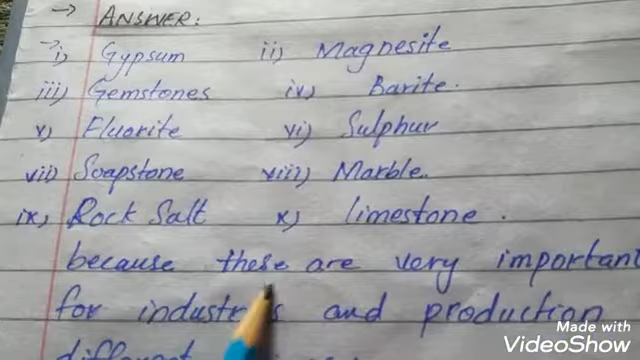 → ANSWER:
→ i) Gypsum ii) Magnesite
iii) Gemstones iv) Barite.
v) Fluorite vi) Sulphur
vii) Soapstone viii) Marble.
ix) Rock Salt x) limestone.
because these are very important
for industries and production
different
Made with
VideoShow